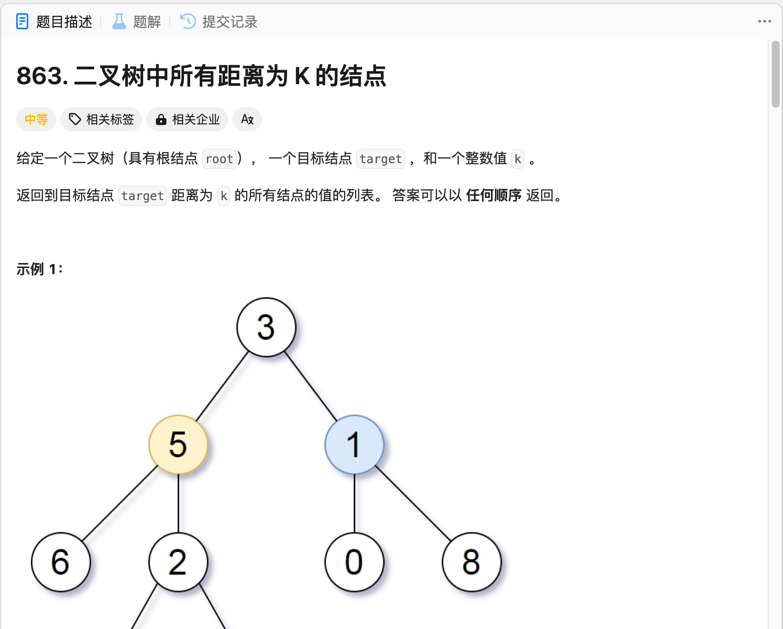 题目描述 题解 提交记录
863. 二叉树中所有距离为 K 的结点
中等 相关标签 相关企业 Aあ
给定一个二叉树（具有根结点 root）， 一个目标结点 target ，和一个整数值 k 。
返回到目标结点 target 距离为 k 的所有结点的值的列表。 答案可以以 任何顺序 返回。
示例 1：
3
5 1
6 2 0 8